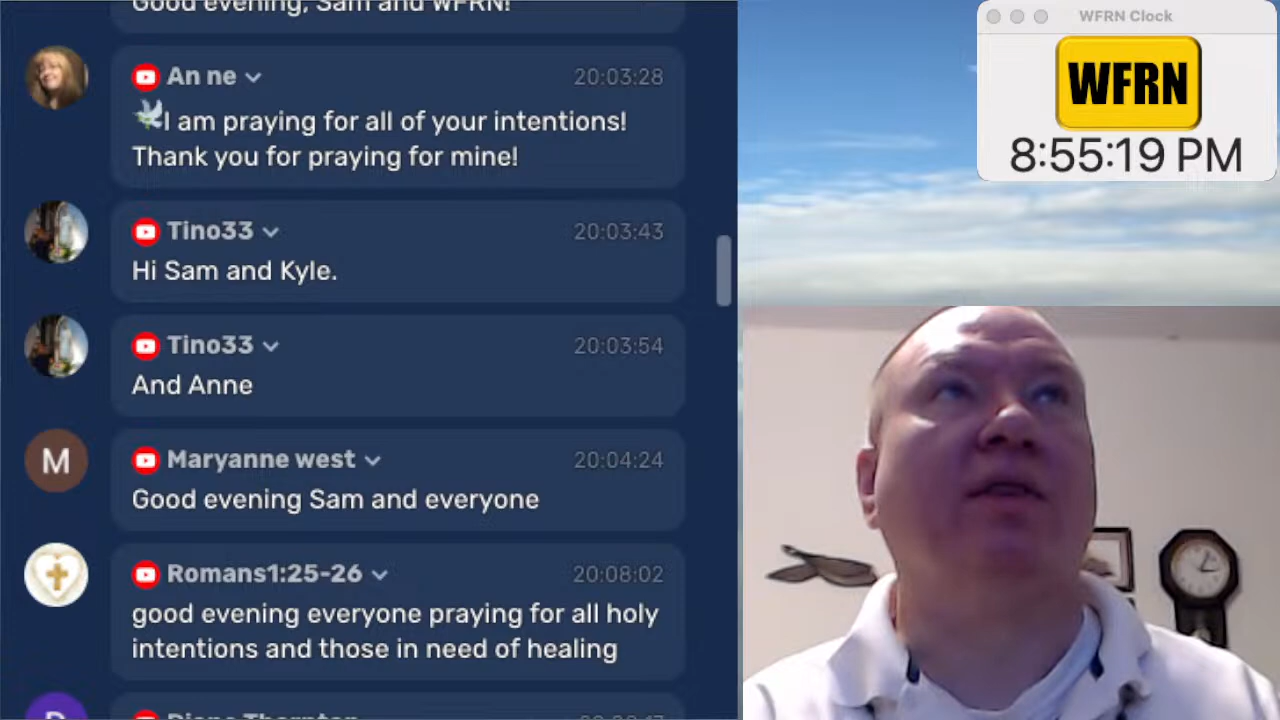 Good evening, Sam and WFRN!
An ne 20:03:28
I am praying for all of your intentions!
Thank you for praying for mine!
Tino33 20:03:43
Hi Sam and Kyle.
Tino33 20:03:54
And Anne
M
Maryanne west 20:04:24
Good evening Sam and everyone
Romans1:25-26 20:08:02
good evening everyone praying for all holy
intentions and those in need of healing
D
Diane Thornton
WFRN Clock
WFRN
8:55:19 PM